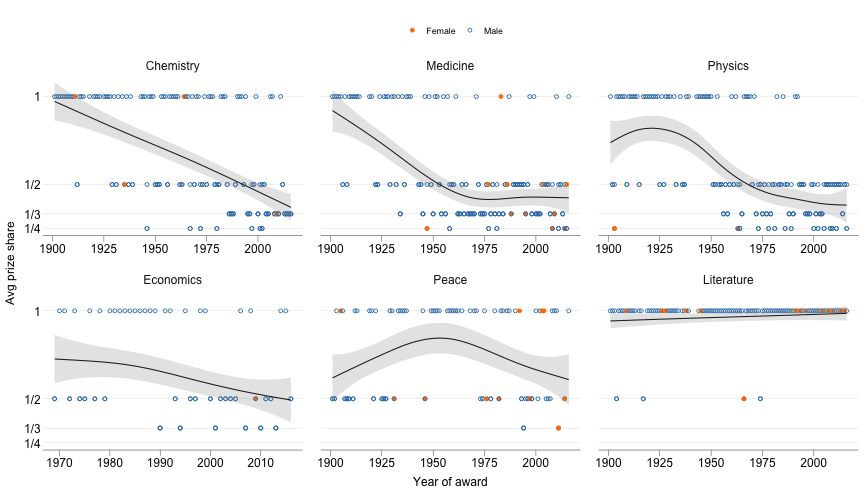 Female Male
Chemistry Medicine Physics
1
1/2
1/3
1/4
1900 1925 1950 1975 2000 1900 1925 1950 1975 2000 1900 1925 1950 1975 2000
Avg prize share
Economics Peace Literature
1
1/2
1/3
1/4
1970 1980 1990 2000 2010 1900 1925 1950 1975 2000 1900 1925 1950 1975 2000
Year of award